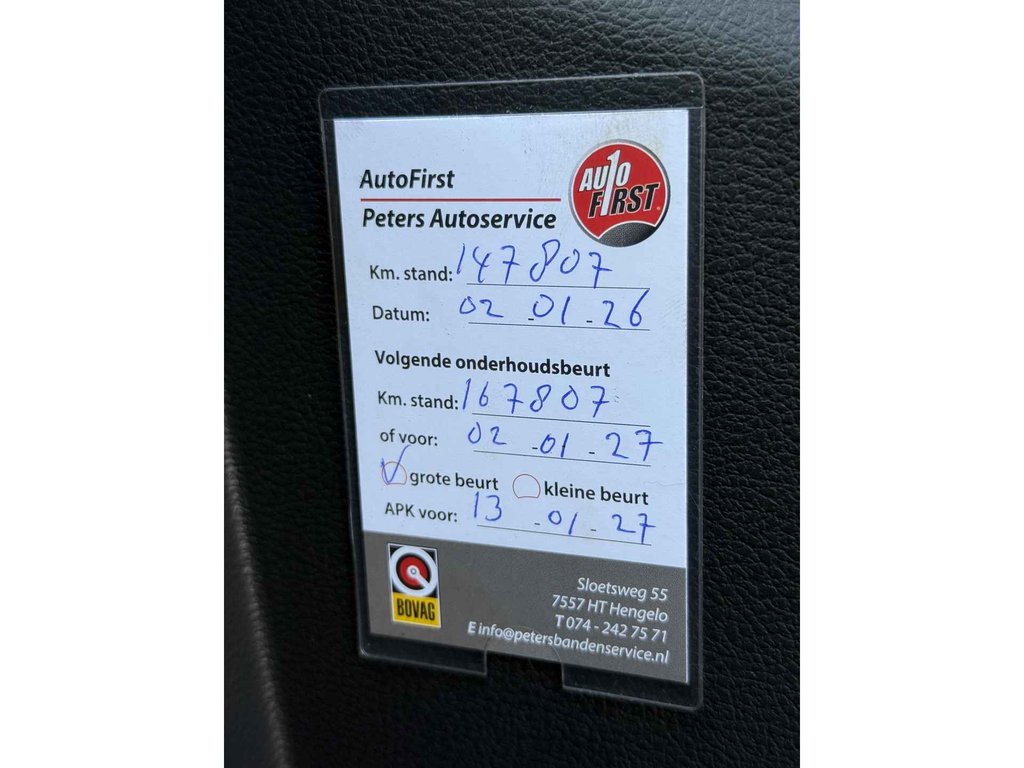 AutoFirst
AUTO
F1RST
Peters Autoservice
Km. stand: 147807
Datum: 02-01-26
Volgende onderhoudsbeurt
Km. stand: 167807
of voor: 02-01-27
grote beurt kleine beurt
APK voor: 13-01-27
BOVAG
Sloetsweg 55
7557 HT Hengelo
T 074 - 242 75 71
E info@petersbandenservice.nl